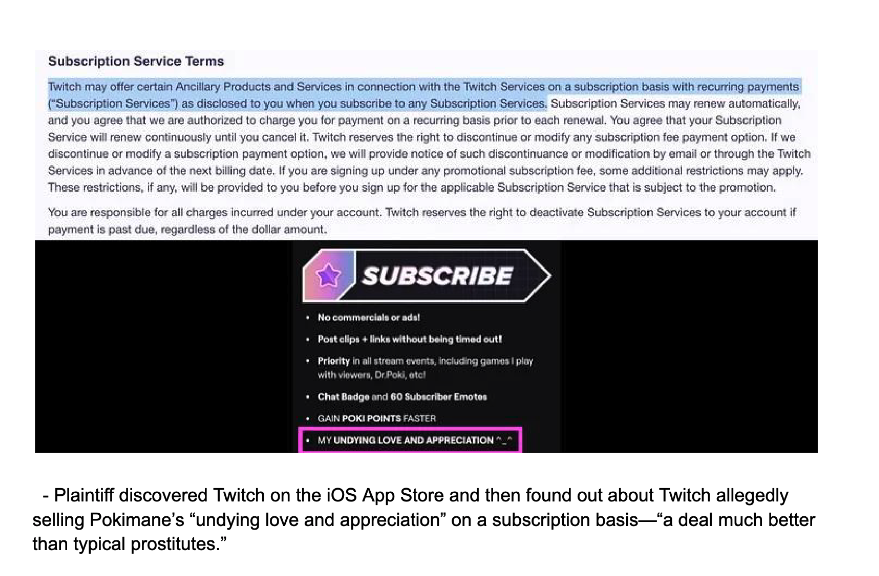 Subscription Service Terms
Twitch may offer certain Ancillary Products and Services in connection with the Twitch Services on a subscription basis with recurring payments
("Subscription Services") as disclosed to you when you subscribe to any Subscription Services. Subscription Services may renew automatically,
and you agree that we are authorized to charge you for payment on a recurring basis prior to each renewal. You agree that your Subscription
Service will renew continuously until you cancel it. Twitch reserves the right to discontinue or modify any subscription fee payment option. If we
discontinue or modify a subscription payment option, we will provide notice of such discontinuance or modification by email or through the Twitch
Services in advance of the next billing date. If you are signing up under any promotional subscription fee, some additional restrictions may apply.
These restrictions, if any, will be provided to you before you sign up for the applicable Subscription Service that is subject to the promotion.
You are responsible for all charges incurred under your account. Twitch reserves the right to deactivate Subscription Services to your account if
payment is past due, regardless of the dollar amount.
SUBSCRIBE
• No commercials or ads!
• Post clips + links without being timed out!
• Priority in all stream events, including games I play
with viewers, Dr.Poki, etc!
• Chat Badge and 60 Subscriber Emotes
• GAIN POKI POINTS FASTER
• MY UNDYING LOVE AND APPRECIATION ^_^
- Plaintiff discovered Twitch on the iOS App Store and then found out about Twitch allegedly
selling Pokimane's “undying love and appreciation” on a subscription basis—“a deal much better
than typical prostitutes.”